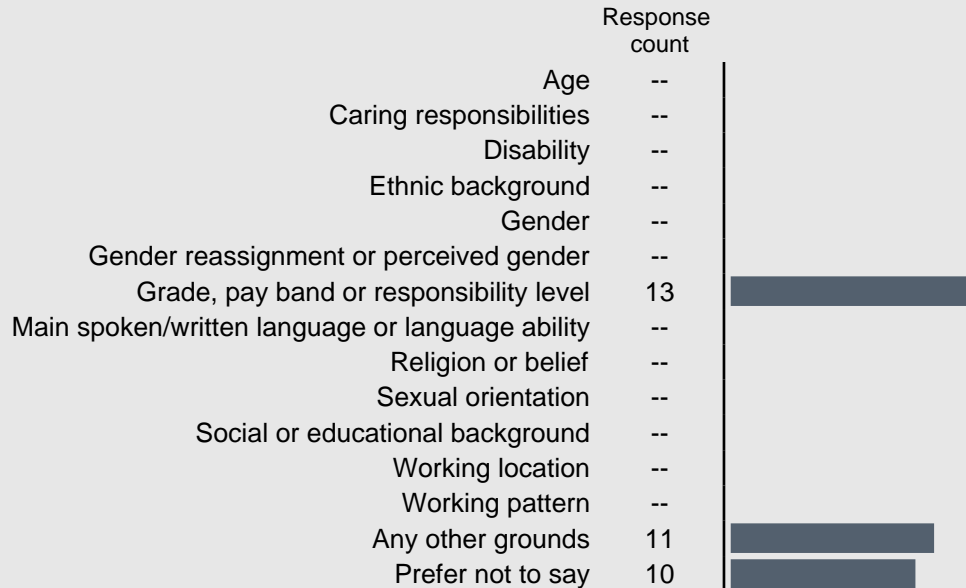 Response
count
Age --
Caring responsibilities --
Disability --
Ethnic background --
Gender --
Gender reassignment or perceived gender --
Grade, pay band or responsibility level 13
Main spoken/written language or language ability --
Religion or belief --
Sexual orientation --
Social or educational background --
Working location --
Working pattern --
Any other grounds 11
Prefer not to say 10